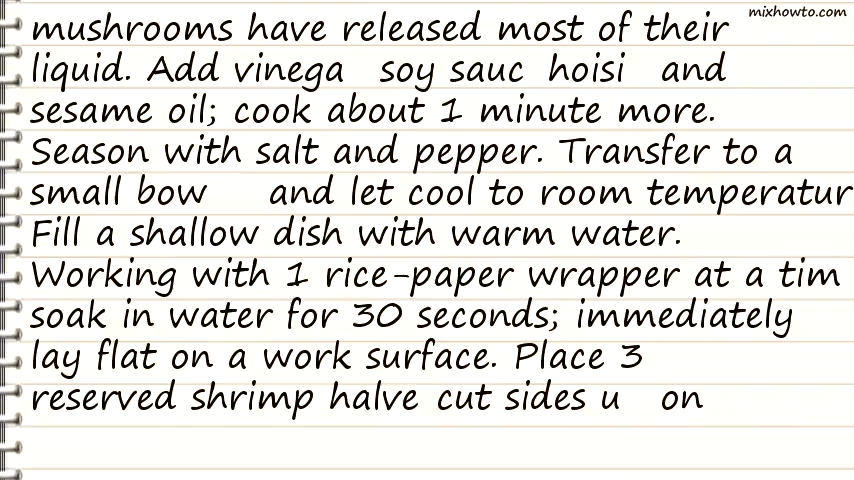 mixhowto.com
mushrooms have released most of their
liquid. Add vinega soy sauc hoisi and
sesame oil; cook about 1 minute more.
Season with salt and pepper. Transfer to a
small bow and let cool to room temperatur
Fill a shallow dish with warm water.
Working with 1 rice-paper wrapper at a tim
soak in water for 30 seconds; immediately
lay flat on a work surface. Place 3
reserved shrimp halve cut sides u on